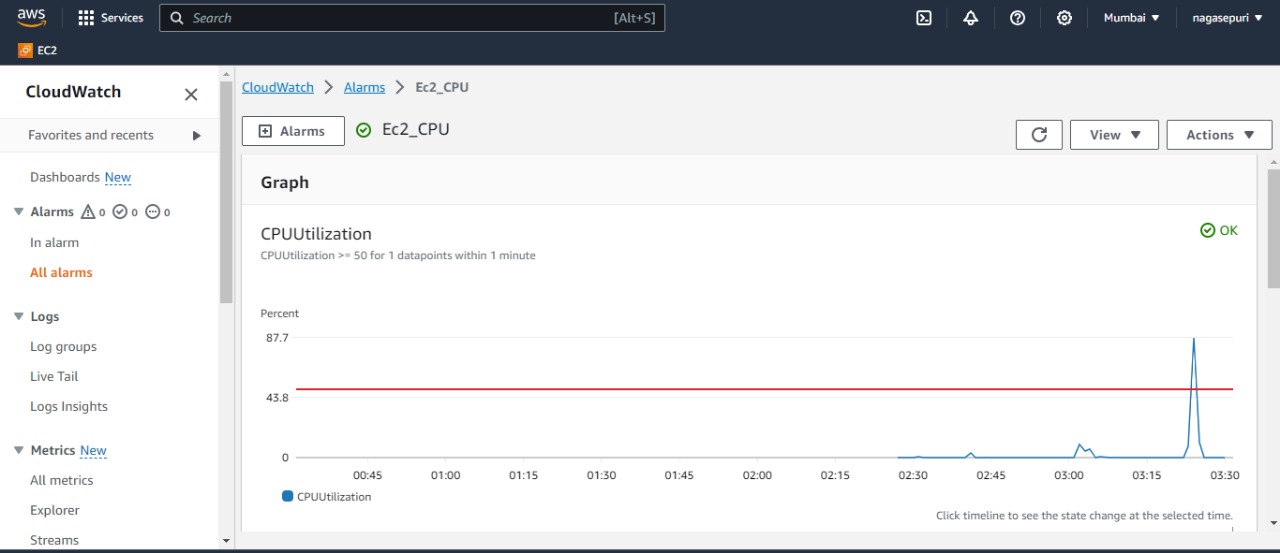 aws Services Search [Alt+S] Mumbai ▼ nagasepuri ▼
EC2
CloudWatch
Favorites and recents
Dashboards New
Alarms 0 0 0
In alarm
All alarms
Logs
Log groups
Live Tail
Logs Insights
Metrics New
All metrics
Explorer
Streams
CloudWatch > Alarms > Ec2_CPU
Alarms Ec2_CPU View ▼ Actions ▼
Graph
CPUUtilization OK
CPUUtilization >= 50 for 1 datapoints within 1 minute
Percent
87.7
43.8
0
00:45 01:00 01:15 01:30 01:45 02:00 02:15 02:30 02:45 03:00 03:15 03:30
CPUUtilization
Click timeline to see the state change at the selected time.